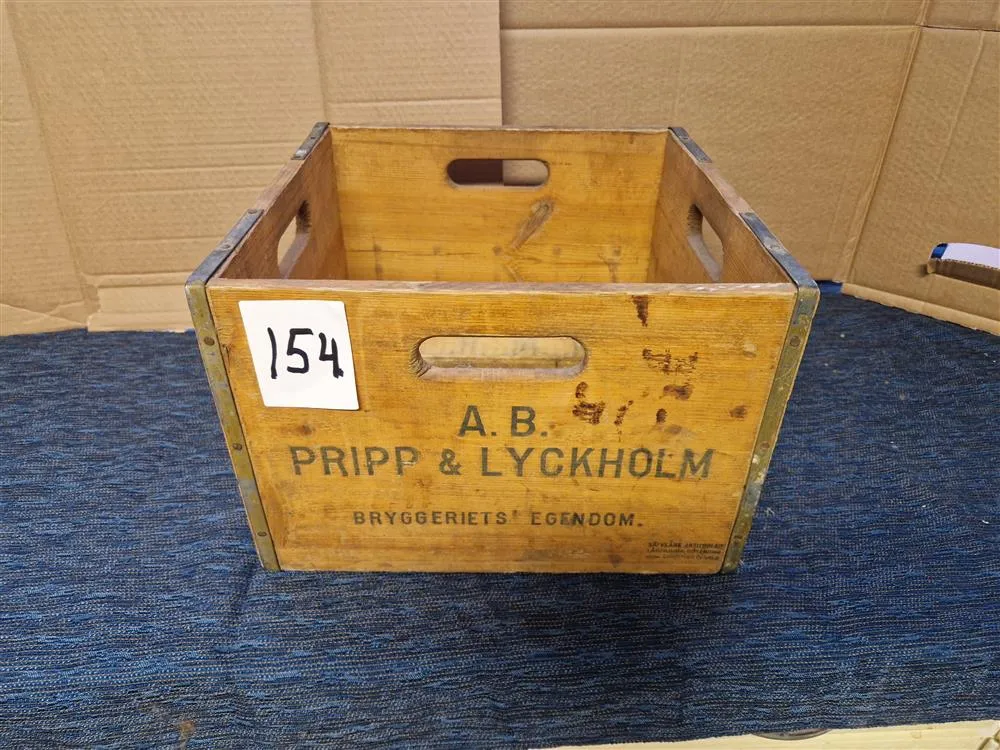 154
A. B.
PRIPP & LYCKHOLM
BRYGGERIETS EGENDOM.